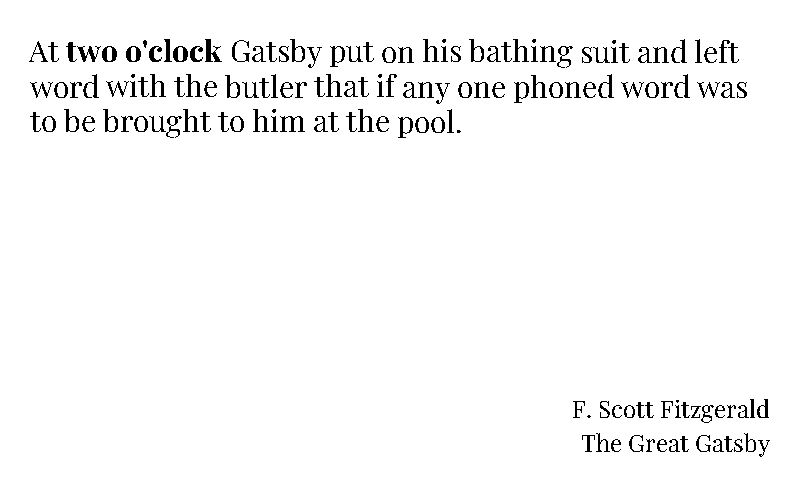 At two o'clock Gatsby put on his bathing suit and left
word with the butler that if any one phoned word was
to be brought to him at the pool.
F. Scott Fitzgerald
The Great Gatsby